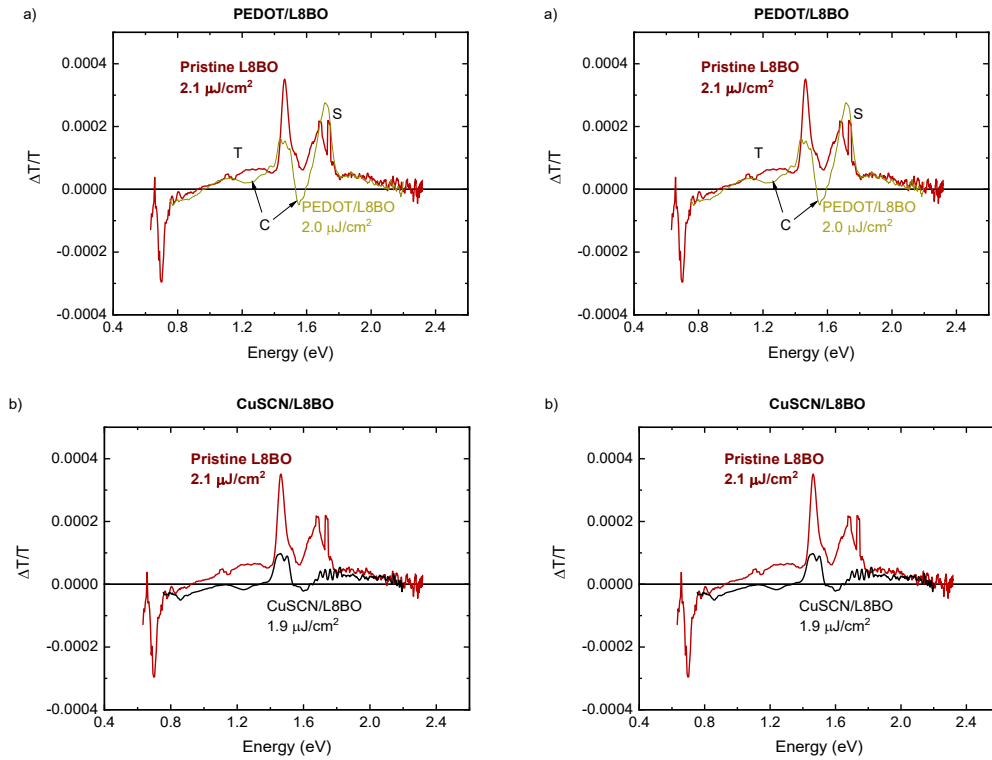 a)
PEDOT/L8BO
0.0004
0.0002
0.0000
-0.0002
-0.0004
ΔT/T
Pristine L8BO
2.1 μJ/cm²
T
S
C
PEDOT/L8BO
2.0 μJ/cm²
0.4 0.8 1.2 1.6 2.0 2.4
Energy (eV)
a)
PEDOT/L8BO
0.0004
0.0002
0.0000
-0.0002
-0.0004
ΔT/T
Pristine L8BO
2.1 μJ/cm²
T
S
C
PEDOT/L8BO
2.0 μJ/cm²
0.4 0.8 1.2 1.6 2.0 2.4
Energy (eV)
b)
CuSCN/L8BO
0.0004
0.0002
0.0000
-0.0002
-0.0004
ΔT/T
Pristine L8BO
2.1 μJ/cm²
CuSCN/L8BO
1.9 μJ/cm²
0.4 0.8 1.2 1.6 2.0 2.4
Energy (eV)
b)
CuSCN/L8BO
0.0004
0.0002
0.0000
-0.0002
-0.0004
ΔT/T
Pristine L8BO
2.1 μJ/cm²
CuSCN/L8BO
1.9 μJ/cm²
0.4 0.8 1.2 1.6 2.0 2.4
Energy (eV)